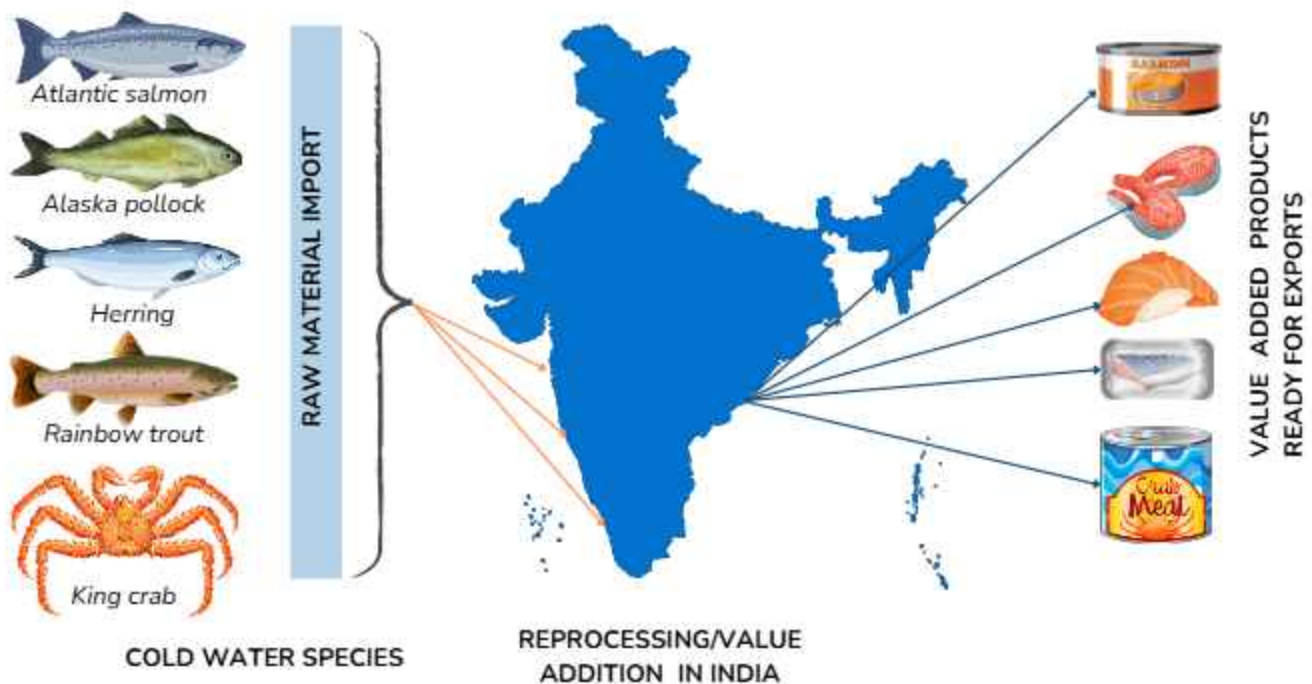 Atlantic salmon
Alaska pollock
Herring
Rainbow trout
King crab
COLD WATER SPECIES
RAW MATERIAL IMPORT
REPROCESSING/VALUE
ADDITION IN INDIA
Crab
Meat
VALUE ADDED PRODUCTS
READY FOR EXPORTS